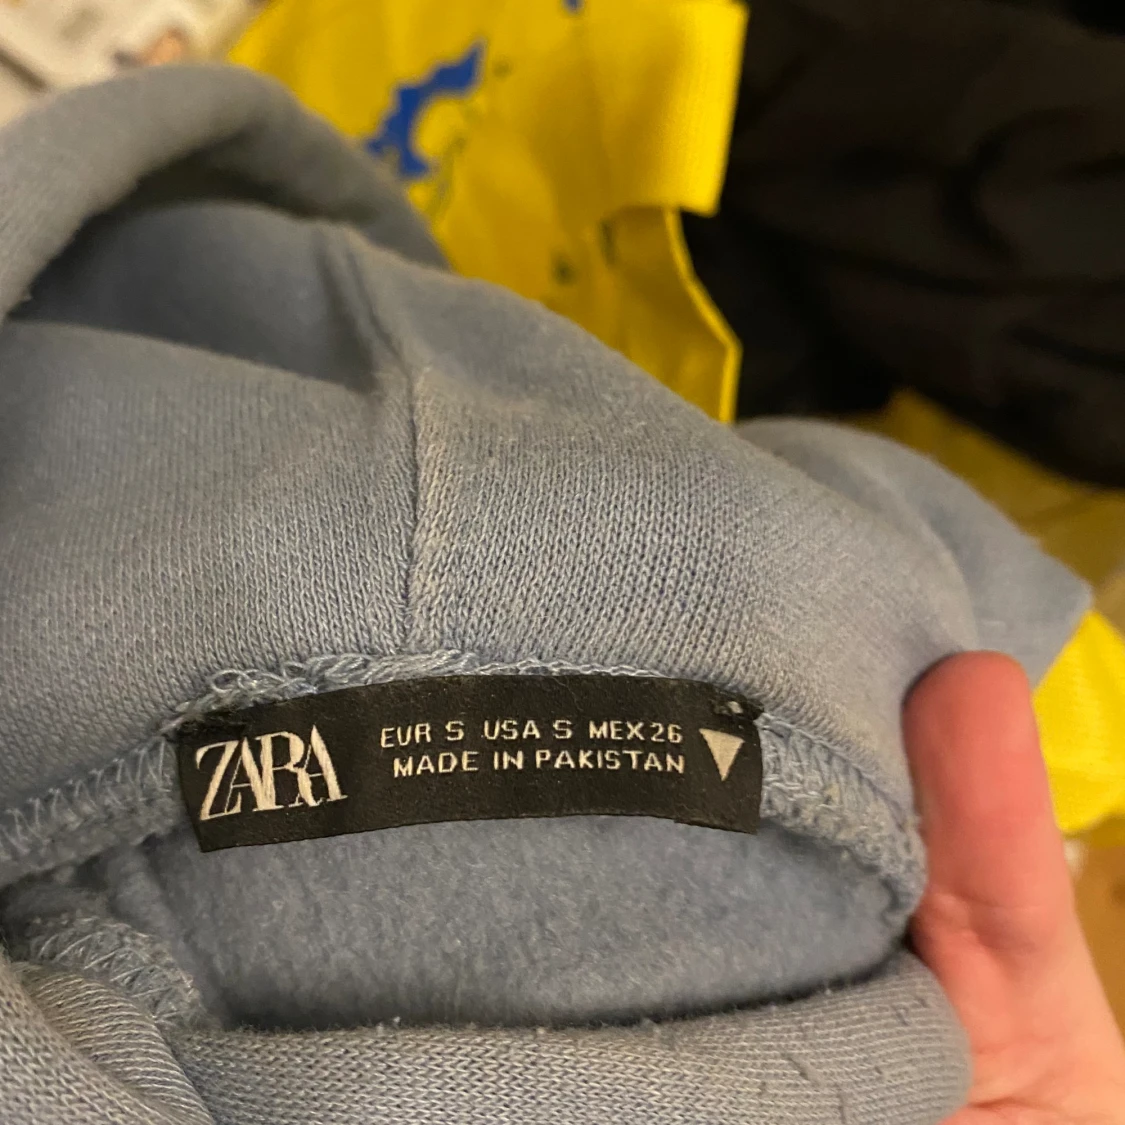 ZARA
EUR S USA S MEX 26
MADE IN PAKISTAN